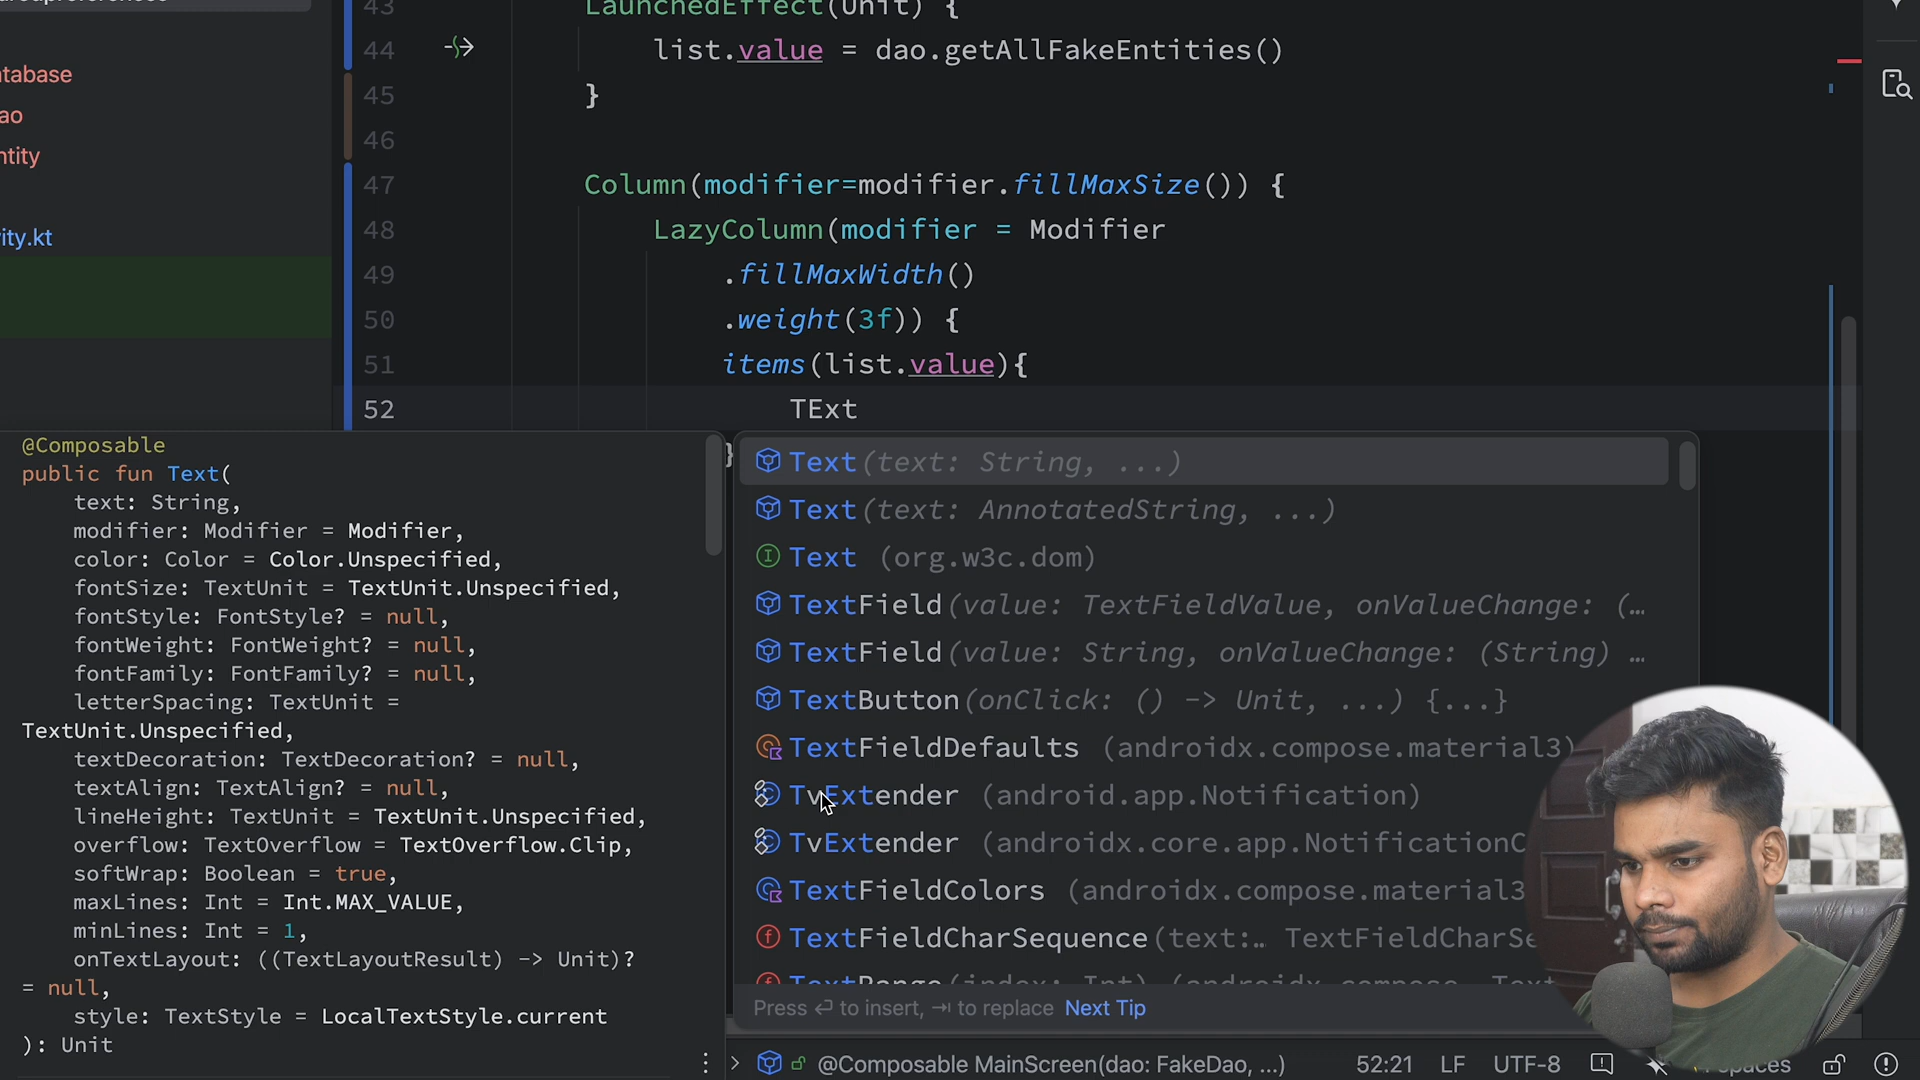 43 LaunchedEffect(Unit) {
44 list.value = dao.getAllFakeEntities()
45 }
46
47 Column(modifier=modifier.fillMaxSize()) {
48 LazyColumn(modifier = Modifier
49 .fillMaxWidth()
50 .weight(3f)) {
51 items(list.value){
52 TExt
}
tabase
ao
ntity
ity.kt
@Composable
public fun Text(
text: String,
modifier: Modifier = Modifier,
color: Color = Color.Unspecified,
fontSize: TextUnit = TextUnit.Unspecified,
fontStyle: FontStyle? = null,
fontWeight: FontWeight? = null,
fontFamily: FontFamily? = null,
letterSpacing: TextUnit =
TextUnit.Unspecified,
textDecoration: TextDecoration? = null,
textAlign: TextAlign? = null,
lineHeight: TextUnit = TextUnit.Unspecified,
overflow: TextOverflow = TextOverflow.Clip,
softWrap: Boolean = true,
maxLines: Int = Int.MAX_VALUE,
minLines: Int = 1,
onTextLayout: ((TextLayoutResult) -> Unit)?
= null,
style: TextStyle = LocalTextStyle.current
): Unit
Text(text: String, ...)
Text(text: AnnotatedString, ...)
Text (org.w3c.dom)
TextField(value: TextFieldValue, onValueChange: (…
TextField(value: String, onValueChange: (String) …
TextButton(onClick: () -> Unit, ...) {...}
TextFieldDefaults (androidx.compose.material3)
TvExtender (android.app.Notification)
TvExtender (androidx.core.app.NotificationC
TextFieldColors (androidx.compose.material3
TextFieldCharSequence(text:… TextFieldCharSe
TextRange(index: Int) (androidx.compose. Text
Press ↵ to insert, ⇥ to replace Next Tip
@Composable MainScreen(dao: FakeDao, ...) 52:21 LF UTF-8 paces